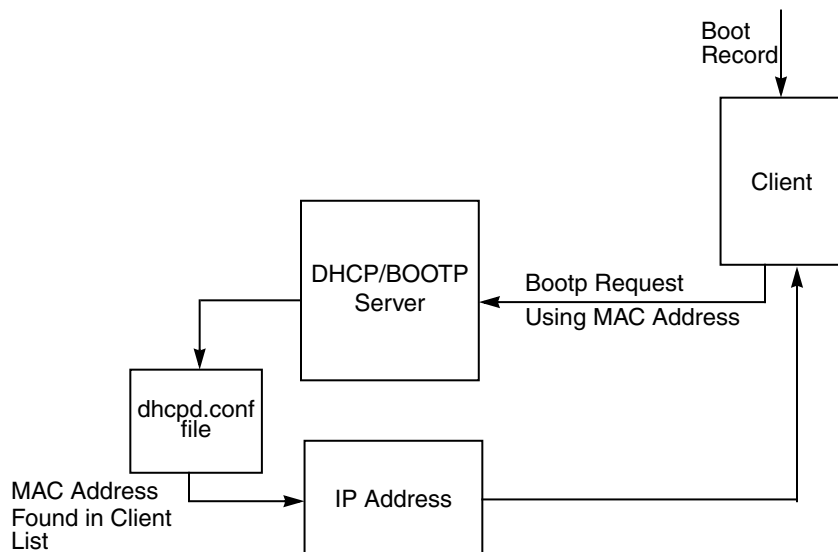 Boot
Record
Client
DHCP/BOOTP
Server
Bootp Request
Using MAC Address
dhcpd.conf
file
MAC Address
Found in Client
List
IP Address